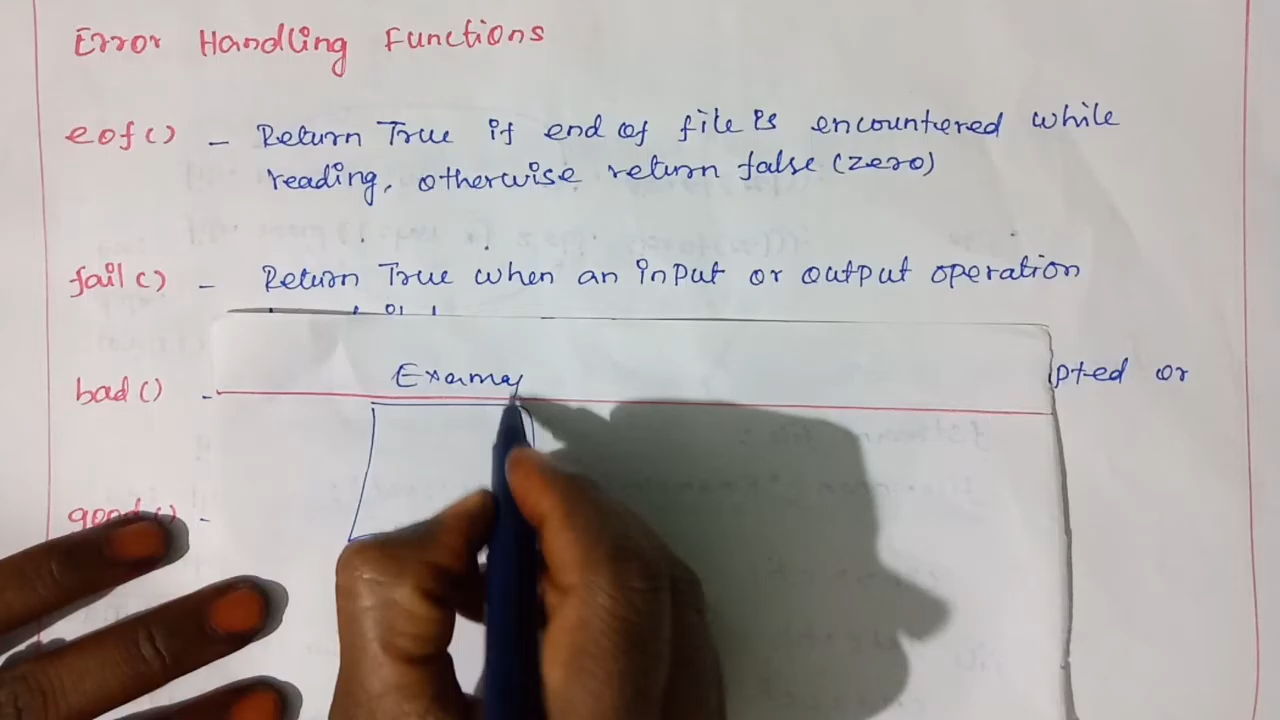 Error Handling Functions
eof() - Return True if end of file is encountered while
reading, otherwise return false (zero)
fail() - Return True when an input or output operation
Examp
bad() - pted or
good() -